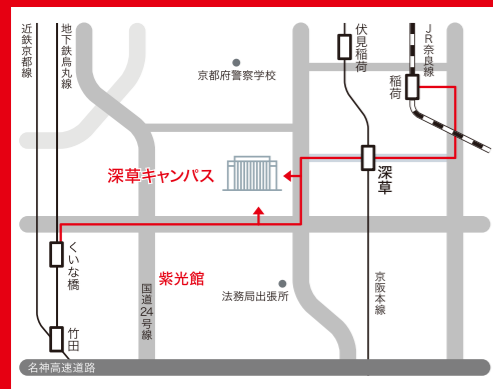 近鉄京都線
地下鉄烏丸線
京都府警察学校
伏見稲荷
JR奈良線
稲荷
深草キャンパス
深草
くいな橋
紫光館
国道24号線
法務局出張所
京阪本線
竹田
名神高速道路